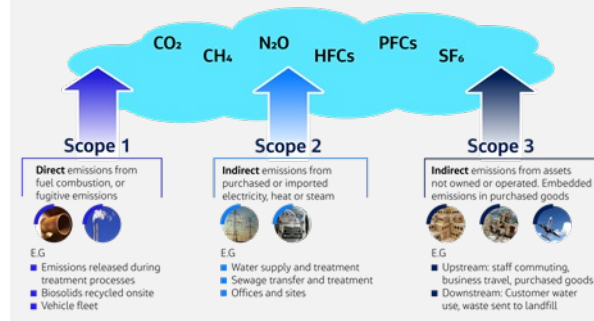 CO₂
CH₄
N₂O
HFCs
PFCs
SF₆
Scope 1
Direct emissions from
fuel combustion, or
fugitive emissions
E.G
Emissions released during
treatment processes
Biosolids recycled onsite
Vehicle fleet
Scope 2
Indirect emissions from
purchased or imported
electricity, heat or steam
E.G
Water supply and treatment
Sewage transfer and treatment
Offices and sites
Scope 3
Indirect emissions from assets
not owned or operated. Embedded
emissions in purchased goods
E.G
Upstream: staff commuting,
business travel, purchased goods
Downstream: Customer water
use, waste sent to landfill